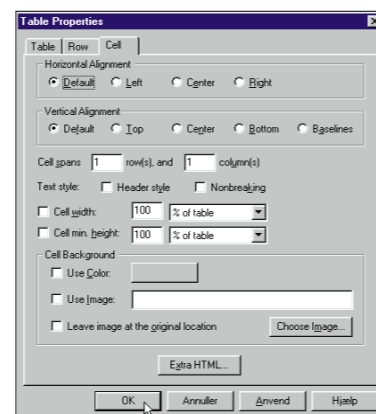 Table Properties
Table Row Cell
Horizontal Alignment
Default Left Center Right
Vertical Alignment
Default Top Center Bottom Baselines
Cell spans 1 row(s), and 1 column(s)
Text style: Header style Nonbreaking
Cell width: 100 % of table
Cell min. height: 100 % of table
Cell Background
Use Color:
Use Image:
Leave image at the original location Choose Image...
Extra HTML...
OK Annuller Anvend Hjælp